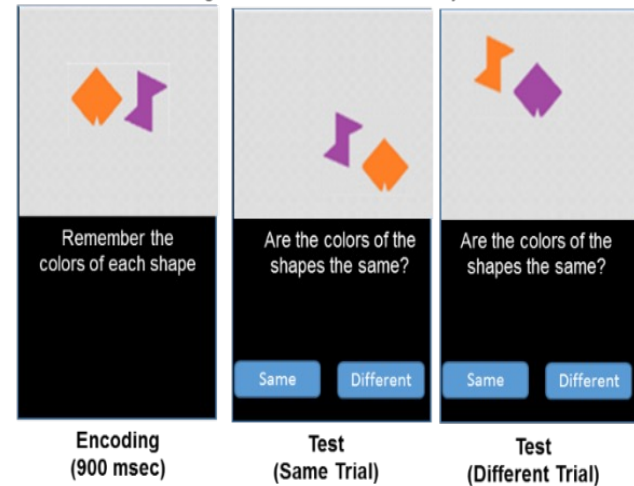 Remember the
colors of each shape
Are the colors of the
shapes the same?
Same Different
Are the colors of the
shapes the same?
Same Different
Encoding
(900 msec)
Test
(Same Trial)
Test
(Different Trial)